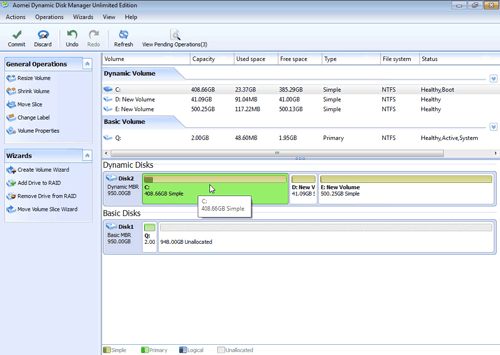 Aomei Dynamic Disk Manager Unlimited Edition
Actions Operations Wizards View Help
Commit Discard Undo Redo Refresh View Pending Operations(3)
General Operations
Resize Volume
Shrink Volume
Move Slice
Change Label
Volume Properties
Wizards
Create Volume Wizard
Add Drive to RAID
Remove Drive from RAID
Move Volume Slice Wizard
Volume Capacity Used space Free space Type File system Status
Dynamic Volume
C: 408.66GB 23.37GB 385.29GB Simple NTFS Healthy,Boot
D: New Volume 41.09GB 91.04MB 41.00GB Simple NTFS Healthy
E: New Volume 500.25GB 117.22MB 500.13GB Simple NTFS Healthy
Basic Volume
Q: 2.00GB 48.60MB 1.95GB Primary NTFS Healthy,Active,System
Dynamic Disks
Disk2
Dynamic MBR
950.00GB
C:
408.66GB Simple
D: New V
41.09GB S
E: New Volume
500.25GB Simple
C:
408.66GB Simple
Basic Disks
Disk1
Basic MBR
950.00GB
Q:
2.00
948.00GB Unallocated
Simple Primary Logical Unallocated